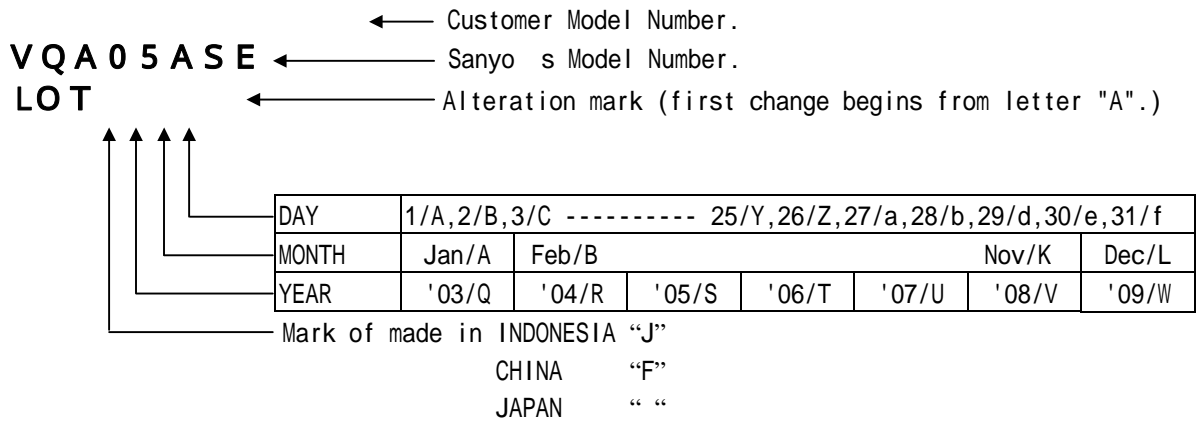 Customer Model Number.
VQA05ASE Sanyo s Model Number.
LOT Alteration mark (first change begins from letter "A".)
DAY 1/A,2/B,3/C ---------- 25/Y,26/Z,27/a,28/b,29/d,30/e,31/f
MONTH Jan/A Feb/B Nov/K Dec/L
YEAR '03/Q '04/R '05/S '06/T '07/U '08/V '09/W
Mark of made in INDONESIA “J”
CHINA “F”
JAPAN “ “